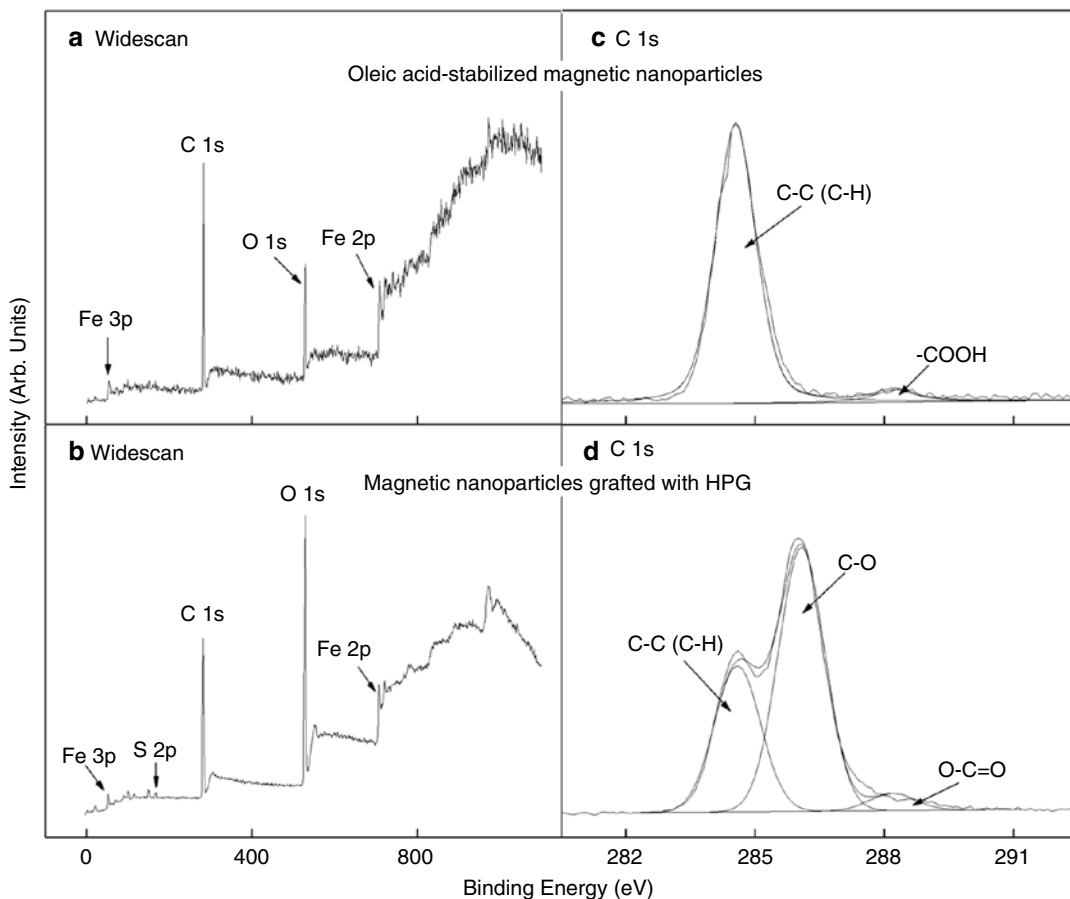 a Widescan
c C 1s
Oleic acid-stabilized magnetic nanoparticles
C 1s
O 1s
Fe 2p
Fe 3p
C-C (C-H)
-COOH
b Widescan
d C 1s
Magnetic nanoparticles grafted with HPG
O 1s
C 1s
Fe 2p
Fe 3p
S 2p
C-O
C-C (C-H)
O-C=O
0 400 800
282 285 288 291
Intensity (Arb. Units)
Binding Energy (eV)